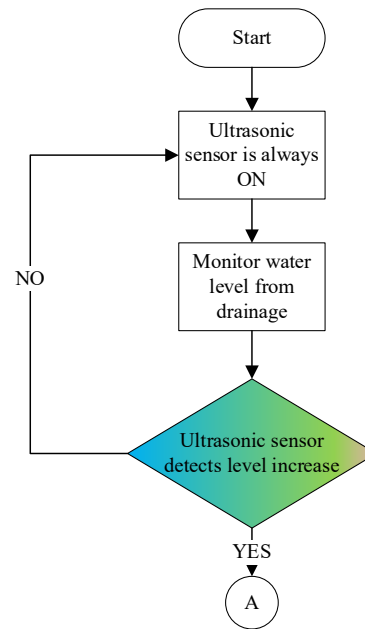 Start
Ultrasonic
sensor is always
ON
NO
Monitor water
level from
drainage
Ultrasonic sensor
detects level increase
YES
A